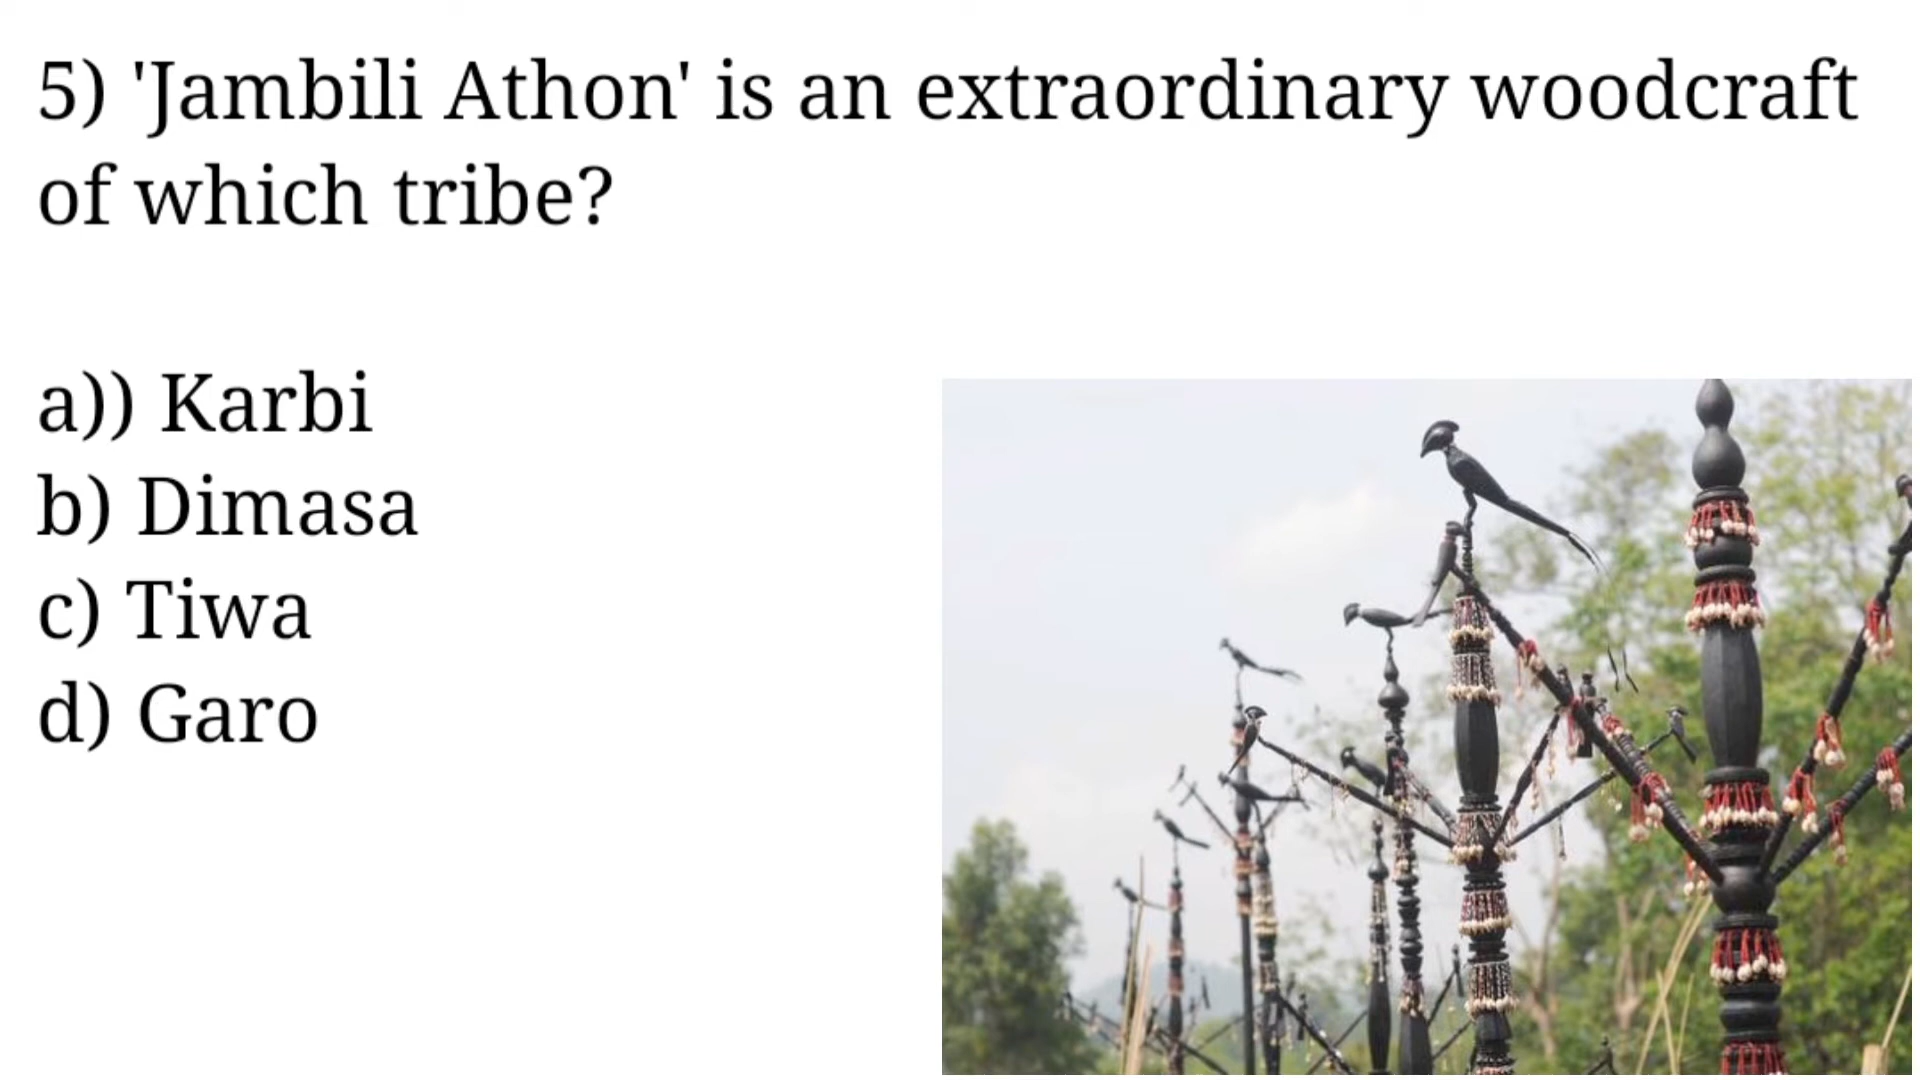 5) 'Jambili Athon' is an extraordinary woodcraft
of which tribe?
a)) Karbi
b) Dimasa
c) Tiwa
d) Garo